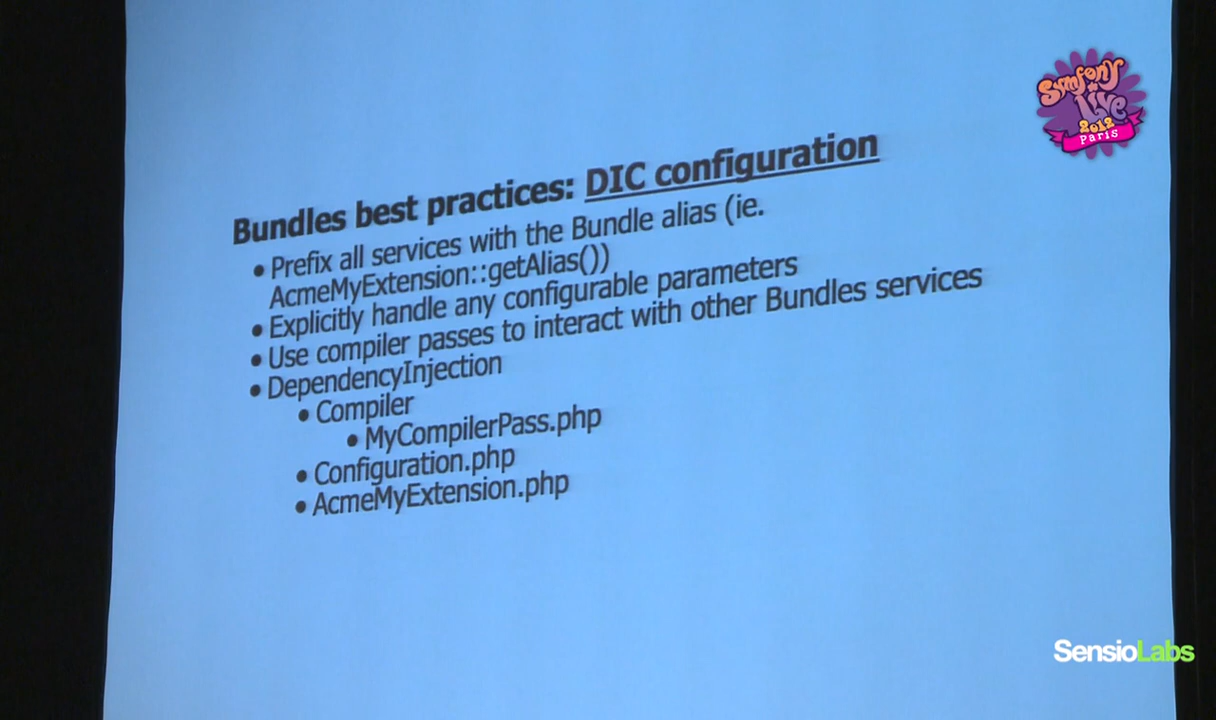 Symfony
Live
2012
Paris
Bundles best practices: DIC configuration
• Prefix all services with the Bundle alias (ie.
AcmeMyExtension::getAlias())
• Explicitly handle any configurable parameters
• Use compiler passes to interact with other Bundles services
• DependencyInjection
• Compiler
• MyCompilerPass.php
• Configuration.php
• AcmeMyExtension.php
SensioLabs